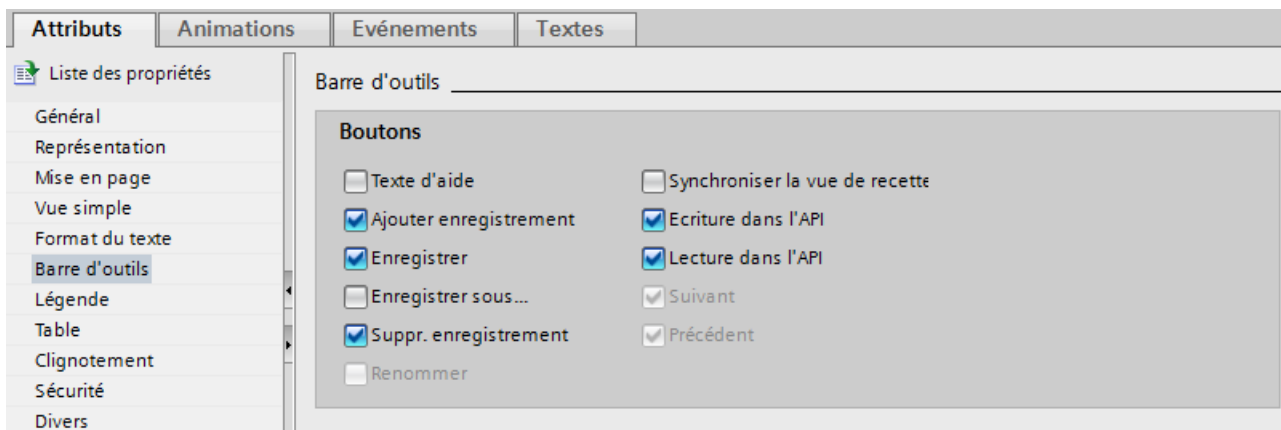 Attributs Animations Evénements Textes
Liste des propriétés
Général
Représentation
Mise en page
Vue simple
Format du texte
Barre d'outils
Légende
Table
Clignotement
Sécurité
Divers
Barre d'outils
Boutons
Texte d'aide Synchroniser la vue de recette
Ajouter enregistrement Ecriture dans l'API
Enregistrer Lecture dans l'API
Enregistrer sous... Suivant
Suppr. enregistrement Précédent
Renommer